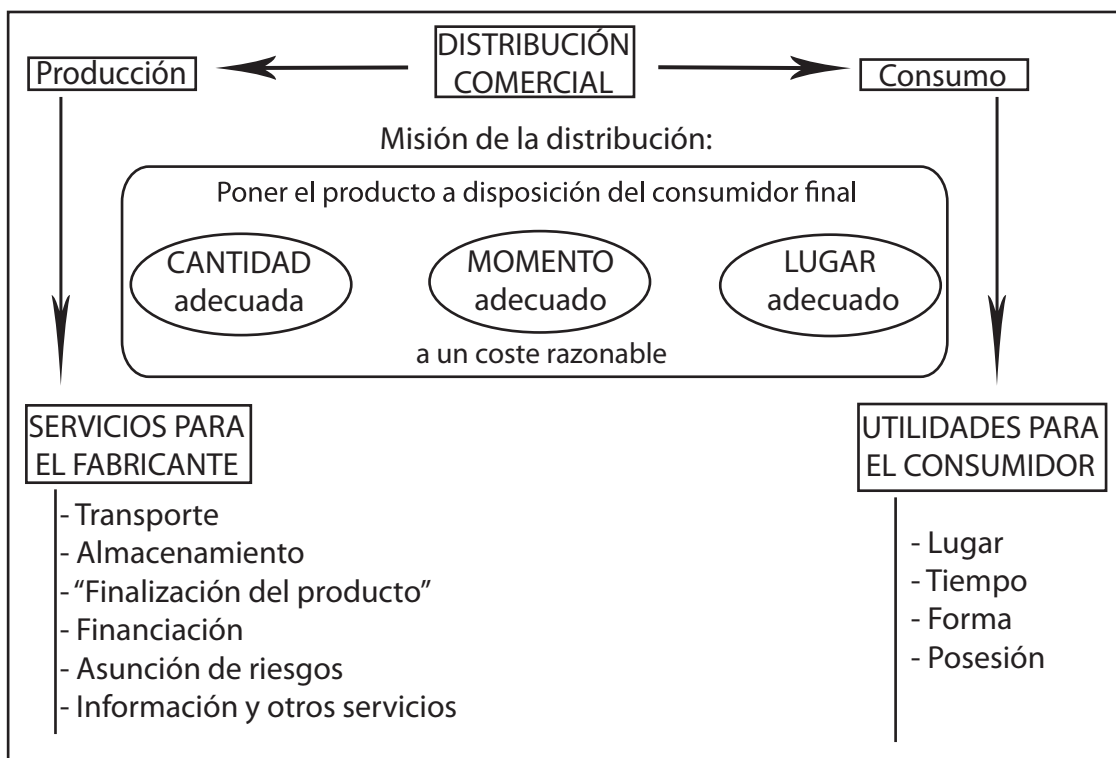 DISTRIBUCIÓN
COMERCIAL
Producción
Consumo
Misión de la distribución:
Poner el producto a disposición del consumidor final
CANTIDAD
adecuada
MOMENTO
adecuado
LUGAR
adecuado
a un coste razonable
SERVICIOS PARA
EL FABRICANTE
- Transporte
- Almacenamiento
- “Finalización del producto”
- Financiación
- Asunción de riesgos
- Información y otros servicios
UTILIDADES PARA
EL CONSUMIDOR
- Lugar
- Tiempo
- Forma
- Posesión